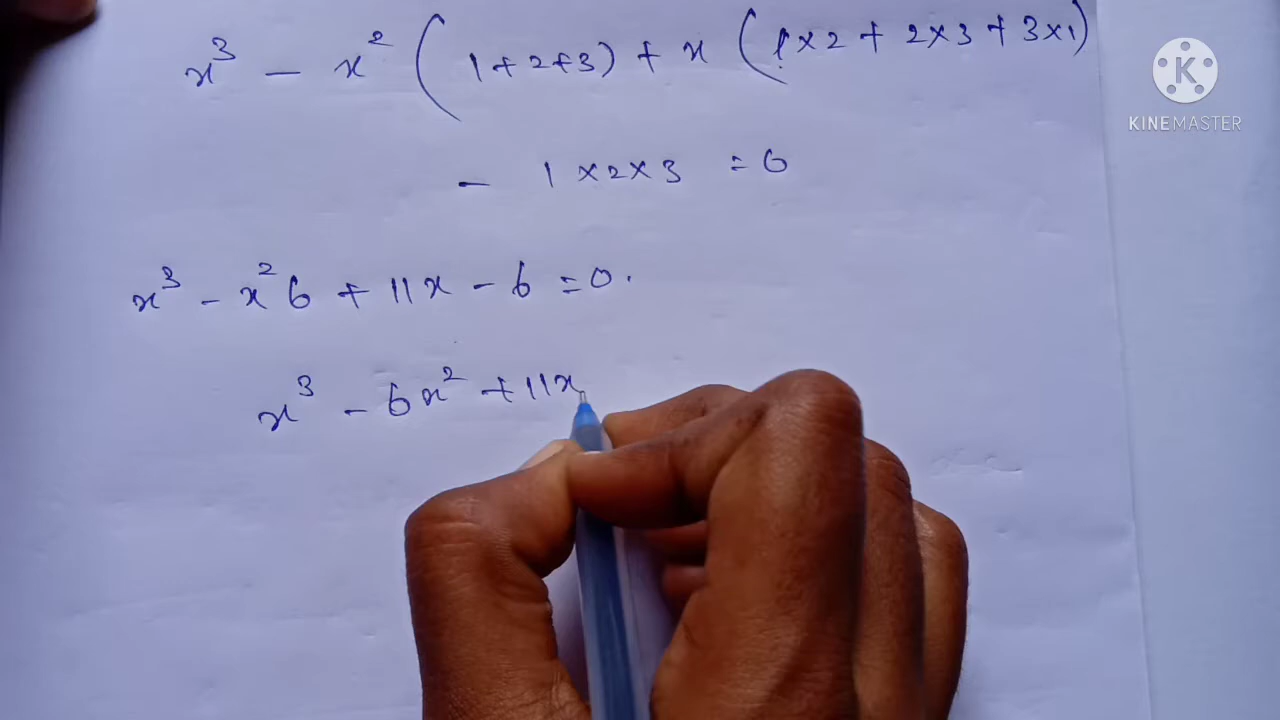 x³ - x² (1+2+3) + x (1×2 + 2×3 + 3×1)
- 1×2×3 = 0
x³ - x²6 + 11x - 6 = 0.
x³ - 6x² + 11x
K
KINEMASTER